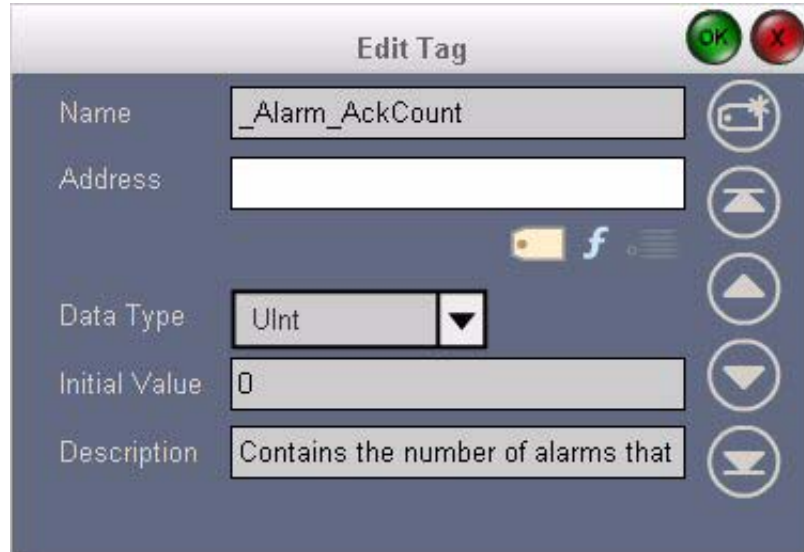 Edit Tag
OK
X
Name
_Alarm_AckCount
Address
Data Type
UInt
Initial Value
0
Description
Contains the number of alarms that